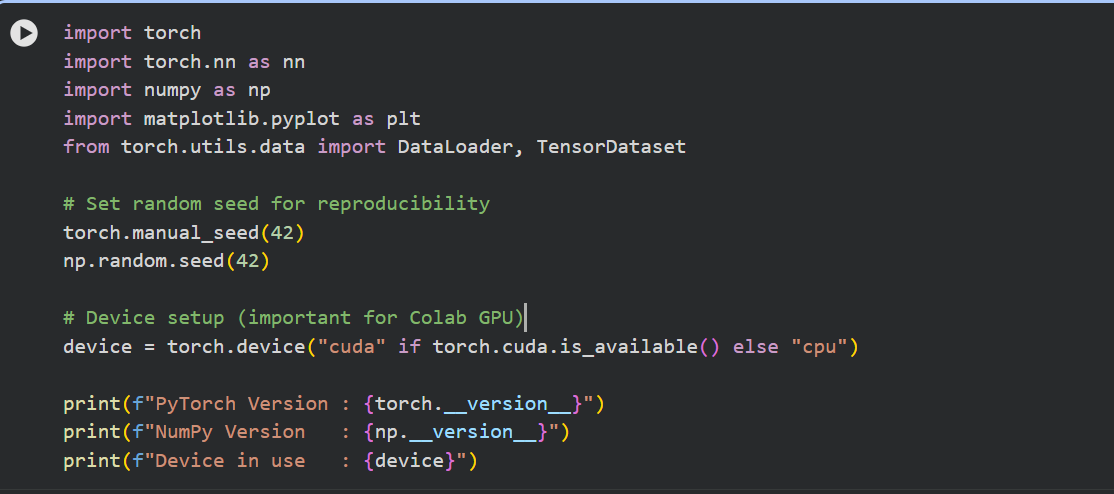 import torch
import torch.nn as nn
import numpy as np
import matplotlib.pyplot as plt
from torch.utils.data import DataLoader, TensorDataset

# Set random seed for reproducibility
torch.manual_seed(42)
np.random.seed(42)

# Device setup (important for Colab GPU)
device = torch.device("cuda" if torch.cuda.is_available() else "cpu")

print(f"PyTorch Version : {torch.__version__}")
print(f"NumPy Version   : {np.__version__}")
print(f"Device in use   : {device}")